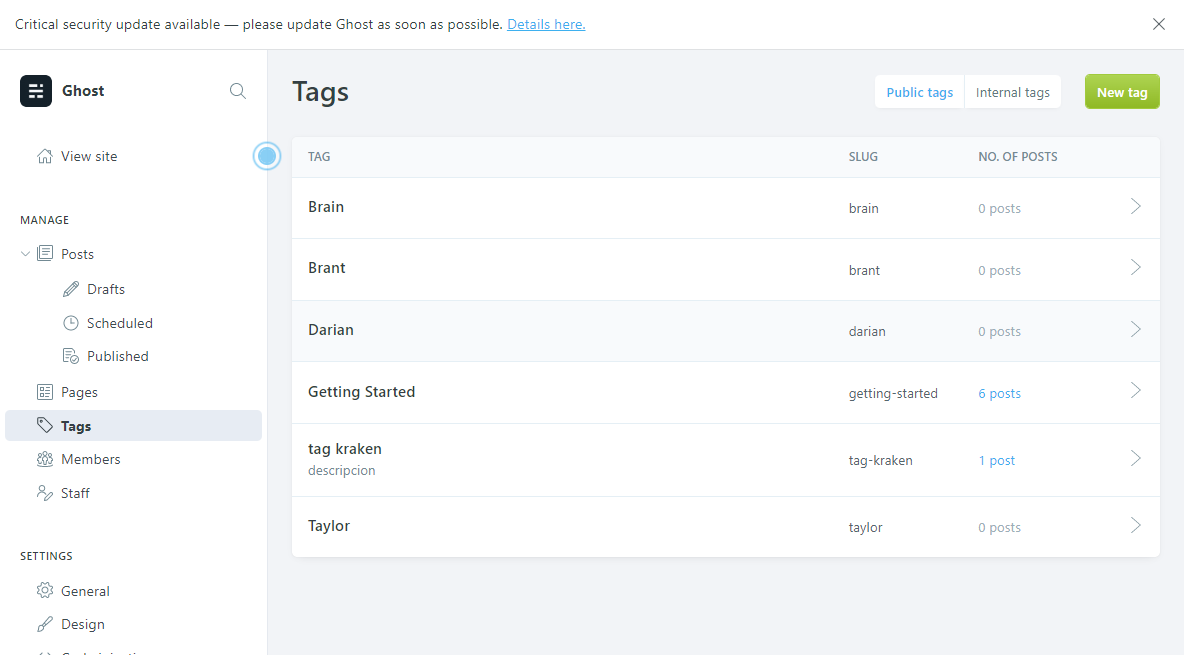 Critical security update available — please update Ghost as soon as possible. Details here.
Ghost
View site
MANAGE
Posts
Drafts
Scheduled
Published
Pages
Tags
Members
Staff
SETTINGS
General
Design
Tags
Public tags Internal tags New tag
TAG SLUG NO. OF POSTS
Brain brain 0 posts
Brant brant 0 posts
Darian darian 0 posts
Getting Started getting-started 6 posts
tag kraken tag-kraken 1 post
descripcion
Taylor taylor 0 posts